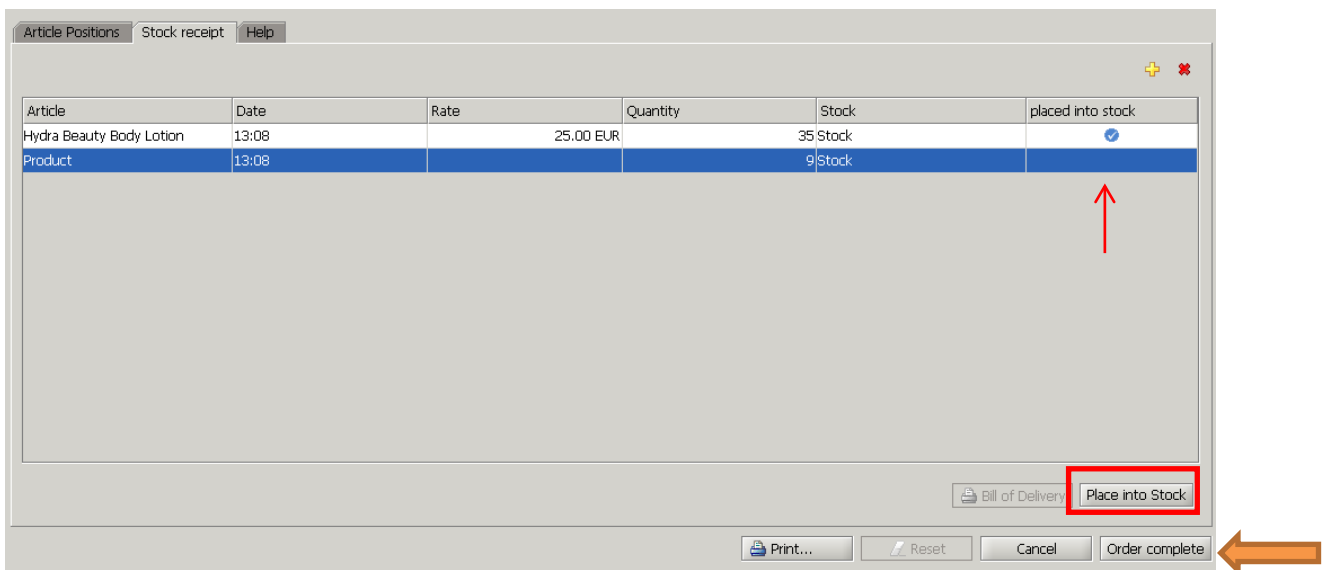 Article Positions Stock receipt Help
Article Date Rate Quantity Stock placed into stock
Hydra Beauty Body Lotion 13:08 25.00 EUR 35 Stock
Product 13:08 9 Stock
Bill of Delivery Place into Stock
Print... Reset Cancel Order complete